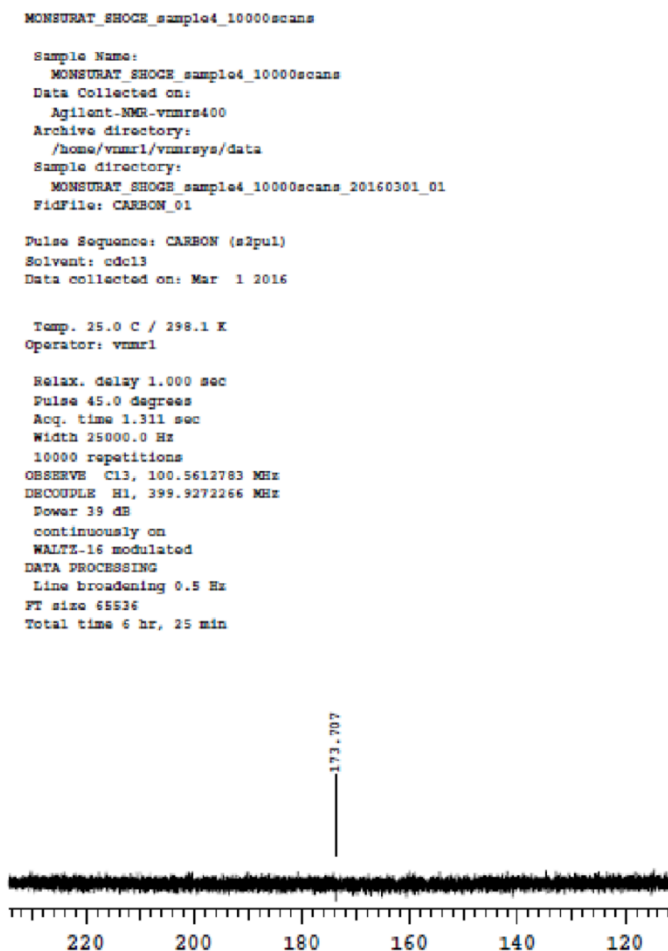 MONSURAT_SHOGE_sample4_10000scans
Sample Name:
MONSURAT_SHOGE_sample4_10000scans
Data Collected on:
Agilent-NMR-vnmrs400
Archive directory:
/home/vnmr1/vnmrsys/data
Sample directory:
MONSURAT_SHOGE_sample4_10000scans_20160301_01
FidFile: CARBON_01
Pulse Sequence: CARBON (s2pul)
Solvent: cdcl3
Data collected on: Mar 1 2016
Temp. 25.0 C / 298.1 K
Operator: vnmr1
Relax. delay 1.000 sec
Pulse 45.0 degrees
Acq. time 1.311 sec
Width 25000.0 Hz
10000 repetitions
OBSERVE C13, 100.5612783 MHz
DECOUPLE H1, 399.9272266 MHz
Power 39 dB
continuously on
WALTZ-16 modulated
DATA PROCESSING
Line broadening 0.5 Hz
FT size 65536
Total time 6 hr, 25 min
173.707
220 200 180 160 140 120